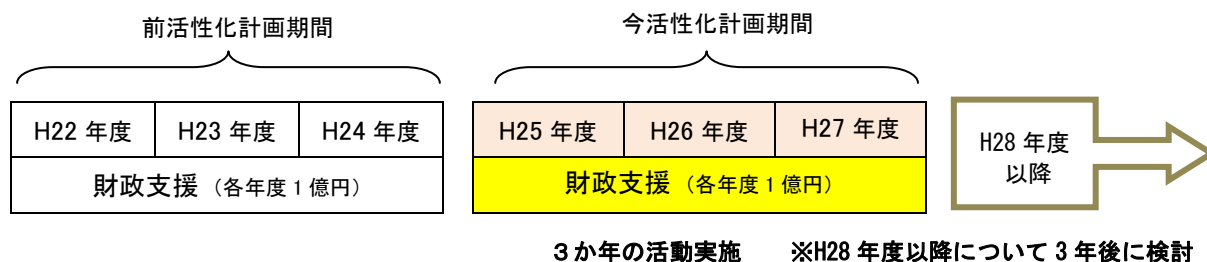 前活性化計画期間
今活性化計画期間
H22 年度 H23 年度 H24 年度
H25 年度 H26 年度 H27 年度
H28 年度
以降
財政支援（各年度1億円）
財政支援（各年度1億円）
３か年の活動実施 ※H28 年度以降について 3 年後に検討